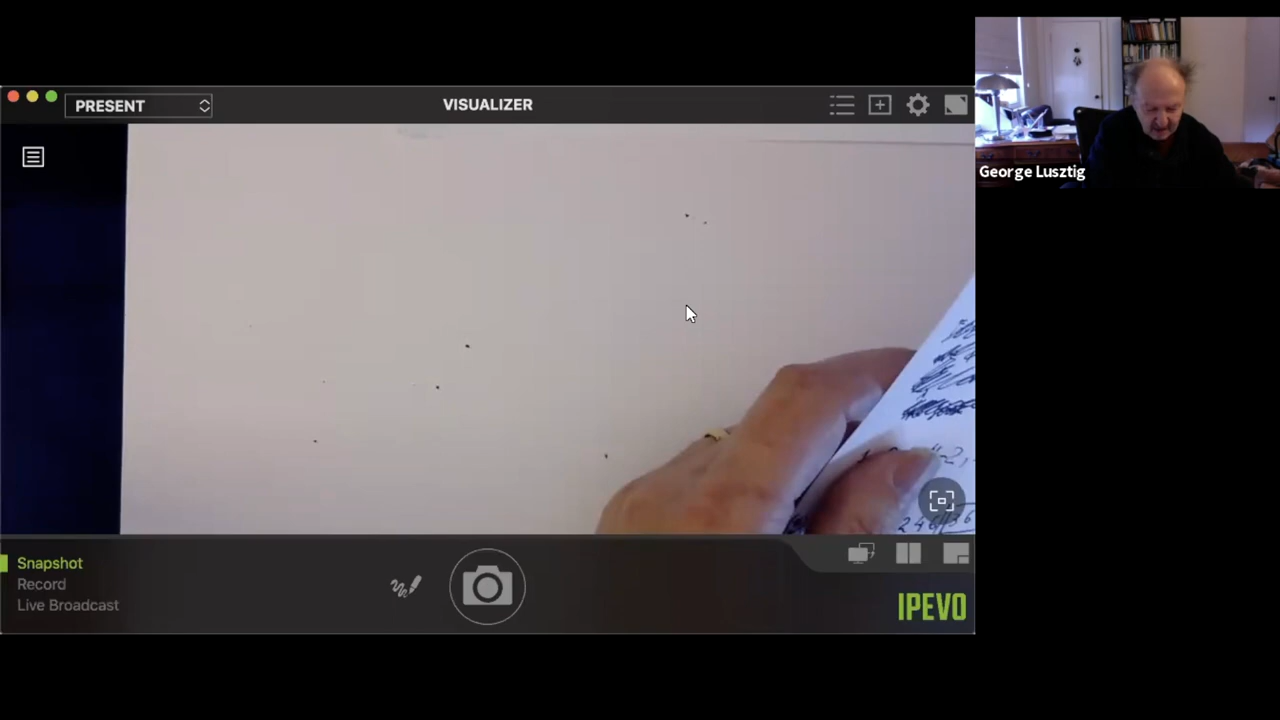 PRESENT
VISUALIZER
George Lusztig
Snapshot
Record
Live Broadcast
IPEVO